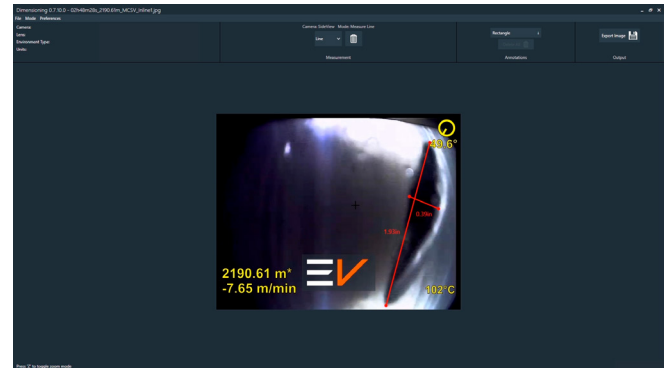 Dimensioning 0.7.10.0 - 02h48m28s_2190.61m_MCSV_Inline1.jpg
File Mode Preferences
Camera:
Lens:
Environment Type:
Units:
Camera: SideView Mode: Measure Line
Line
Measurement
Rectangle
Annotations
Export Image
Output
1.93in
0.39in
2190.61 m*
-7.65 m/min
EV
102°C
Press 'Z' to toggle zoom mode